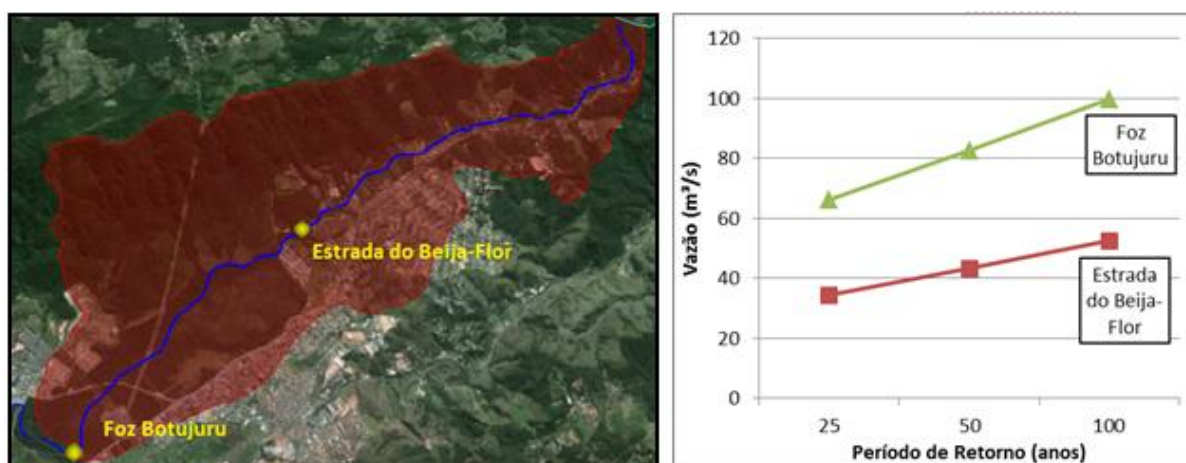 Estrada do Beija-Flor
Foz Botujuru
Vazão (m³/s)
120
100
80
60
40
20
0
Foz
Botujuru
Estrada
do Beija-
Flor
25 50 100
Período de Retorno (anos)